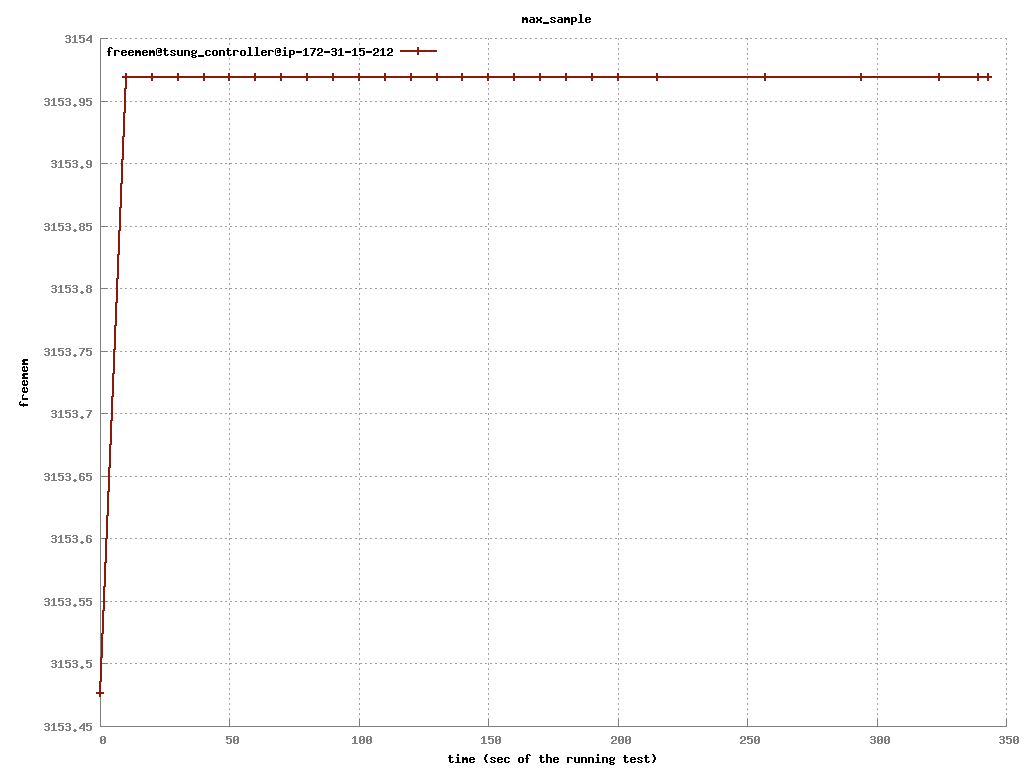 max_sample
freemem@tsung_controller@ip-172-31-15-212
3154
3153.95
3153.9
3153.85
3153.8
3153.75
3153.7
3153.65
3153.6
3153.55
3153.5
3153.45
freemem
0 50 100 150 200 250 300 350
time (sec of the running test)